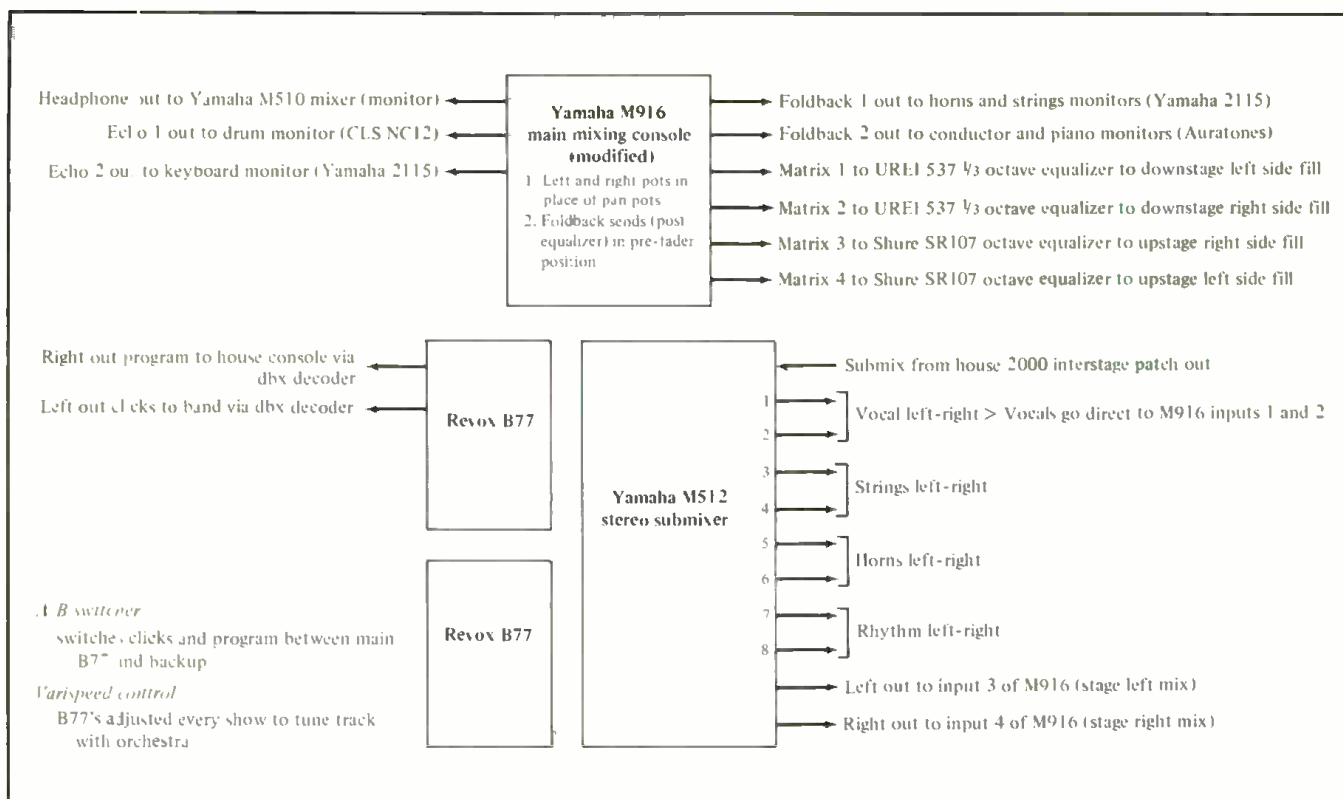 Headphone out to Yamaha M510 mixer (monitor)
Echo 1 out to drum monitor (CLS NC12)
Echo 2 out to keyboard monitor (Yamaha 2115)
Yamaha M916
main mixing console
(modified)
1 Left and right pots in
place of pan pots
2. Foldback sends (post
equalizer) in pre-fader
position
Foldback 1 out to horns and strings monitors (Yamaha 2115)
Foldback 2 out to conductor and piano monitors (Auratones)
Matrix 1 to UREI 537 1/3 octave equalizer to downstage left side fill
Matrix 2 to UREI 537 1/3 octave equalizer to downstage right side fill
Matrix 3 to Shure SR107 octave equalizer to upstage right side fill
Matrix 4 to Shure SR107 octave equalizer to upstage left side fill
Right out program to house console via
dbx decoder
Left out clicks to band via dbx decoder
Revox B77
Revox B77
A B switcher
switches clicks and program between main
B77 and backup
Varispeed control
B77's adjusted every show to tune track
with orchestra
Yamaha M512
stereo submixer
Submix from house 2000 interstage patch out
1
2
Vocal left-right > Vocals go direct to M916 inputs 1 and 2
3
4
Strings left-right
5
6
Horns left-right
7
8
Rhythm left-right
Left out to input 3 of M916 (stage left mix)
Right out to input 4 of M916 (stage right mix)